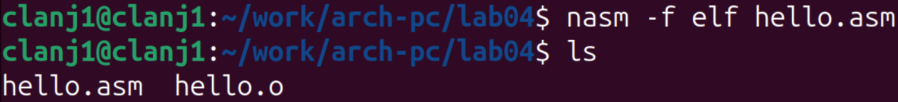 clanj1@clanj1:~/work/arch-pc/lab04$ nasm -f elf hello.asm
clanj1@clanj1:~/work/arch-pc/lab04$ ls
hello.asm  hello.o